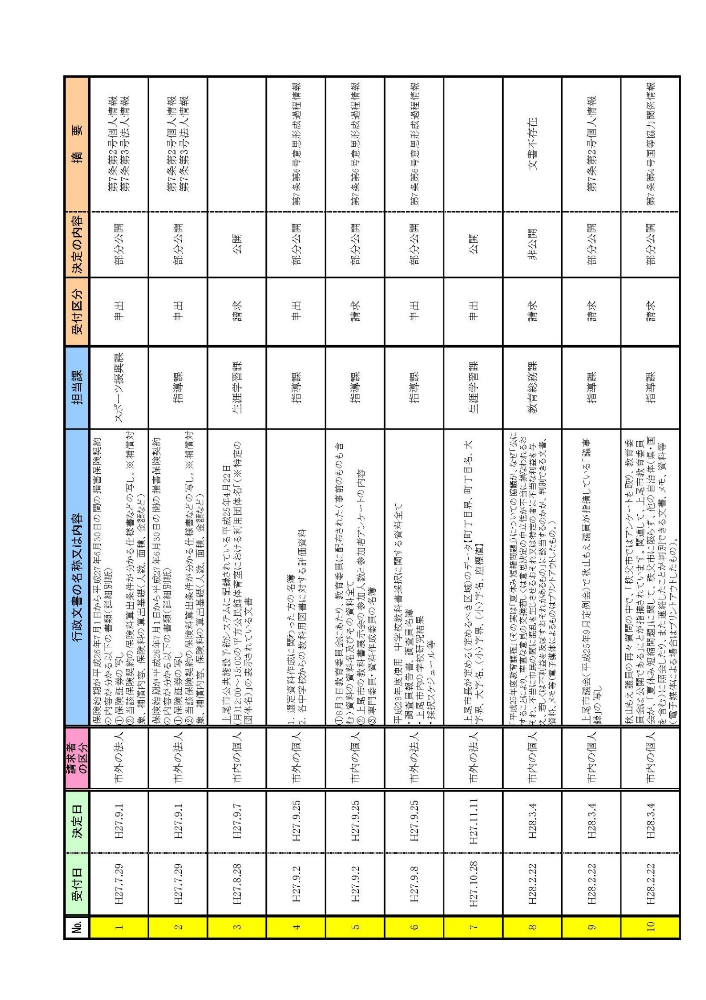 No.
受付日
決定日
請求者
の区分
行政文書の名称又は内容
担当課
受付区分
決定の内容
摘　要
1
H27.7.29
H27.9.1
市外の法人
保険始期が平成26年7月1日から平成27年6月30日の間の損害保険契約
の内容が分かる以下の書類(詳細別紙)
①保険証券の写し
②当該保険契約の保険料算出条件が分かる仕様書などの写し。※補償対
象、補償内容、保険料の算出基礎(人数、面積、金額など)
スポーツ振興課
申出
部分公開
第7条第2号個人情報
第7条第3号法人情報
2
H27.7.29
H27.9.1
市外の法人
保険始期が平成26年7月1日から平成27年6月30日の間の損害保険契約
の内容が分かる以下の書類(詳細別紙)
①保険証券の写し
②当該保険契約の保険料算出条件が分かる仕様書などの写し。※補償対
象、補償内容、保険料の算出基礎(人数、面積、金額など)
指導課
申出
部分公開
第7条第2号個人情報
第7条第3号法人情報
3
H27.8.28
H27.9.7
市内の個人
上尾市公共施設予約システムに記録されている平成25年4月22日
(月)12:00～15:00の平方公民館体育室における利用団体名「(※特定の
団体名)」の表示されている文書
生涯学習課
請求
公開
4
H27.9.2
H27.9.25
市外の個人
1. 選定資料作成に関わった方の名簿
2. 各中学校からの教科用図書に対する評価資料
指導課
申出
部分公開
第7条第6号意思形成過程情報
5
H27.9.2
H27.9.25
市内の個人
①8月3日教育委員会にあたり、教育委員に配布された(事前のものも含
む)資料の資料名及びその資料全て
②上尾市の教科書展示会の参加人数と参加者アンケートの内容
③専門委員・資料作成委員の名簿
指導課
請求
部分公開
第7条第6号意思形成過程情報
6
H27.9.8
H27.9.25
市外の法人
平成28年度使用　中学校教科書採択に関する資料全て
・調査員報告書、調査員名簿
・上尾市内の学校研究結果
・採択スケジュール等
指導課
申出
部分公開
第7条第6号意思形成過程情報
7
H27.10.28
H27.11.11
市外の法人
上尾市長が定める(定めるべき区域)のデータ【町丁目界、町丁目名、大
字界、大字名、(小)字界、(小)字名、座標値】
生涯学習課
申出
公開
8
H28.2.22
H28.3.4
市内の個人
「平成25年度教育課程」(その実は「夏休み短縮問題」)についての協議が、なぜ「公に
することにより、率直な意見の交換若しくは意思決定の中立性が不当に損なわれるお
それ、不当に市民の間に混乱を生じさせるおそれ又は特定の者に不当な利益を与
え、若しくは不利益を及ぼすおそれがあるもの」に該当するのかが、判別できる文書、
資料、メモ等(電子媒体によるものはプリントアウトしたもの。)
教育総務課
請求
非公開
文書不存在
9
H28.2.22
H28.3.4
市内の個人
上尾市議会(平成25年9月定例会)で秋山もえ議員が指摘している「議事
録」の写し
指導課
請求
部分公開
第7条第2号個人情報
10
H28.2.22
H28.3.4
市内の個人
秋山もえ議員の再々質問の中で、「秩父市ではアンケートを取り、教育委
員会は公開である」ことが指摘されています。関連して、上尾市教育委員
会が、「夏休み短縮問題」に関して、秩父市に限らず、他の自治体(県・国
を含む)に照会したり、また連絡したことが判別できる文書、メモ、資料等
(電子媒体による場合はプリントアウトしたもの)。
指導課
請求
部分公開
第7条第4号国等協力関係情報